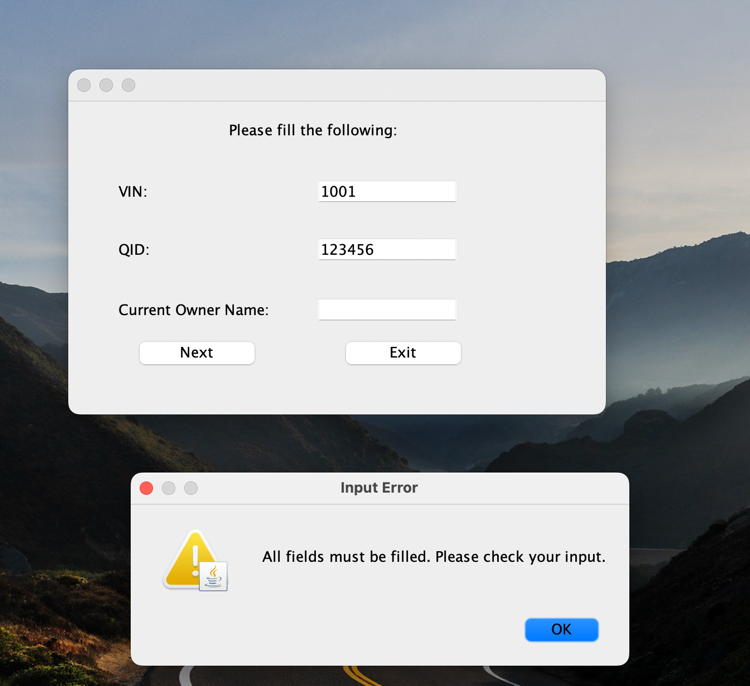 Please fill the following:
VIN: 1001
QID: 123456
Current Owner Name:
Next Exit
Input Error
All fields must be filled. Please check your input.
OK